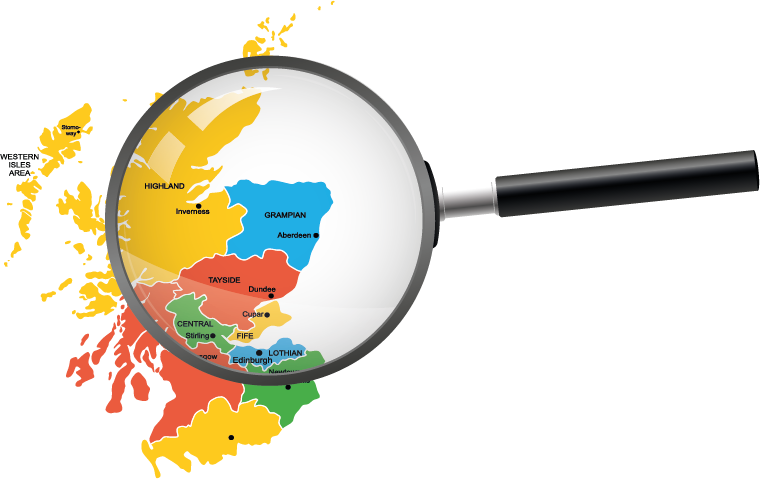 Storno-
way
WESTERN
ISLES
AREA
HIGHLAND
Inverness
GRAMPIAN
Aberdeen
TAYSIDE
Dundee
Cupar
CENTRAL
Stirling
FIFE
LOTHIAN
Edinburgh